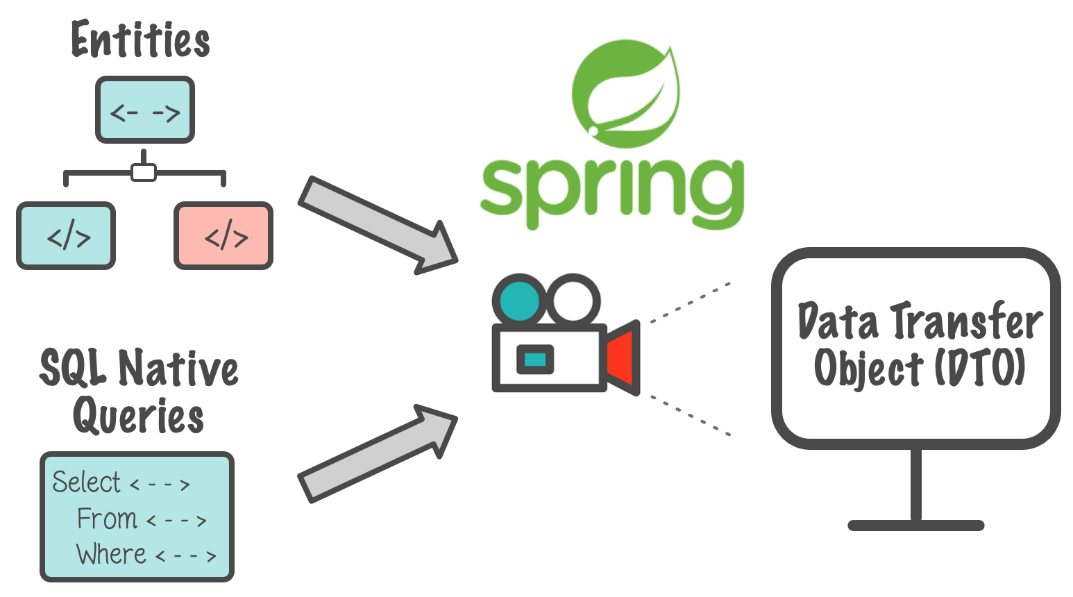 Entities
<- ->
</>
</>
SQL Native
Queries
Select < - - >
From < - - >
Where < - - >
spring
Data Transfer
Object (DTO)